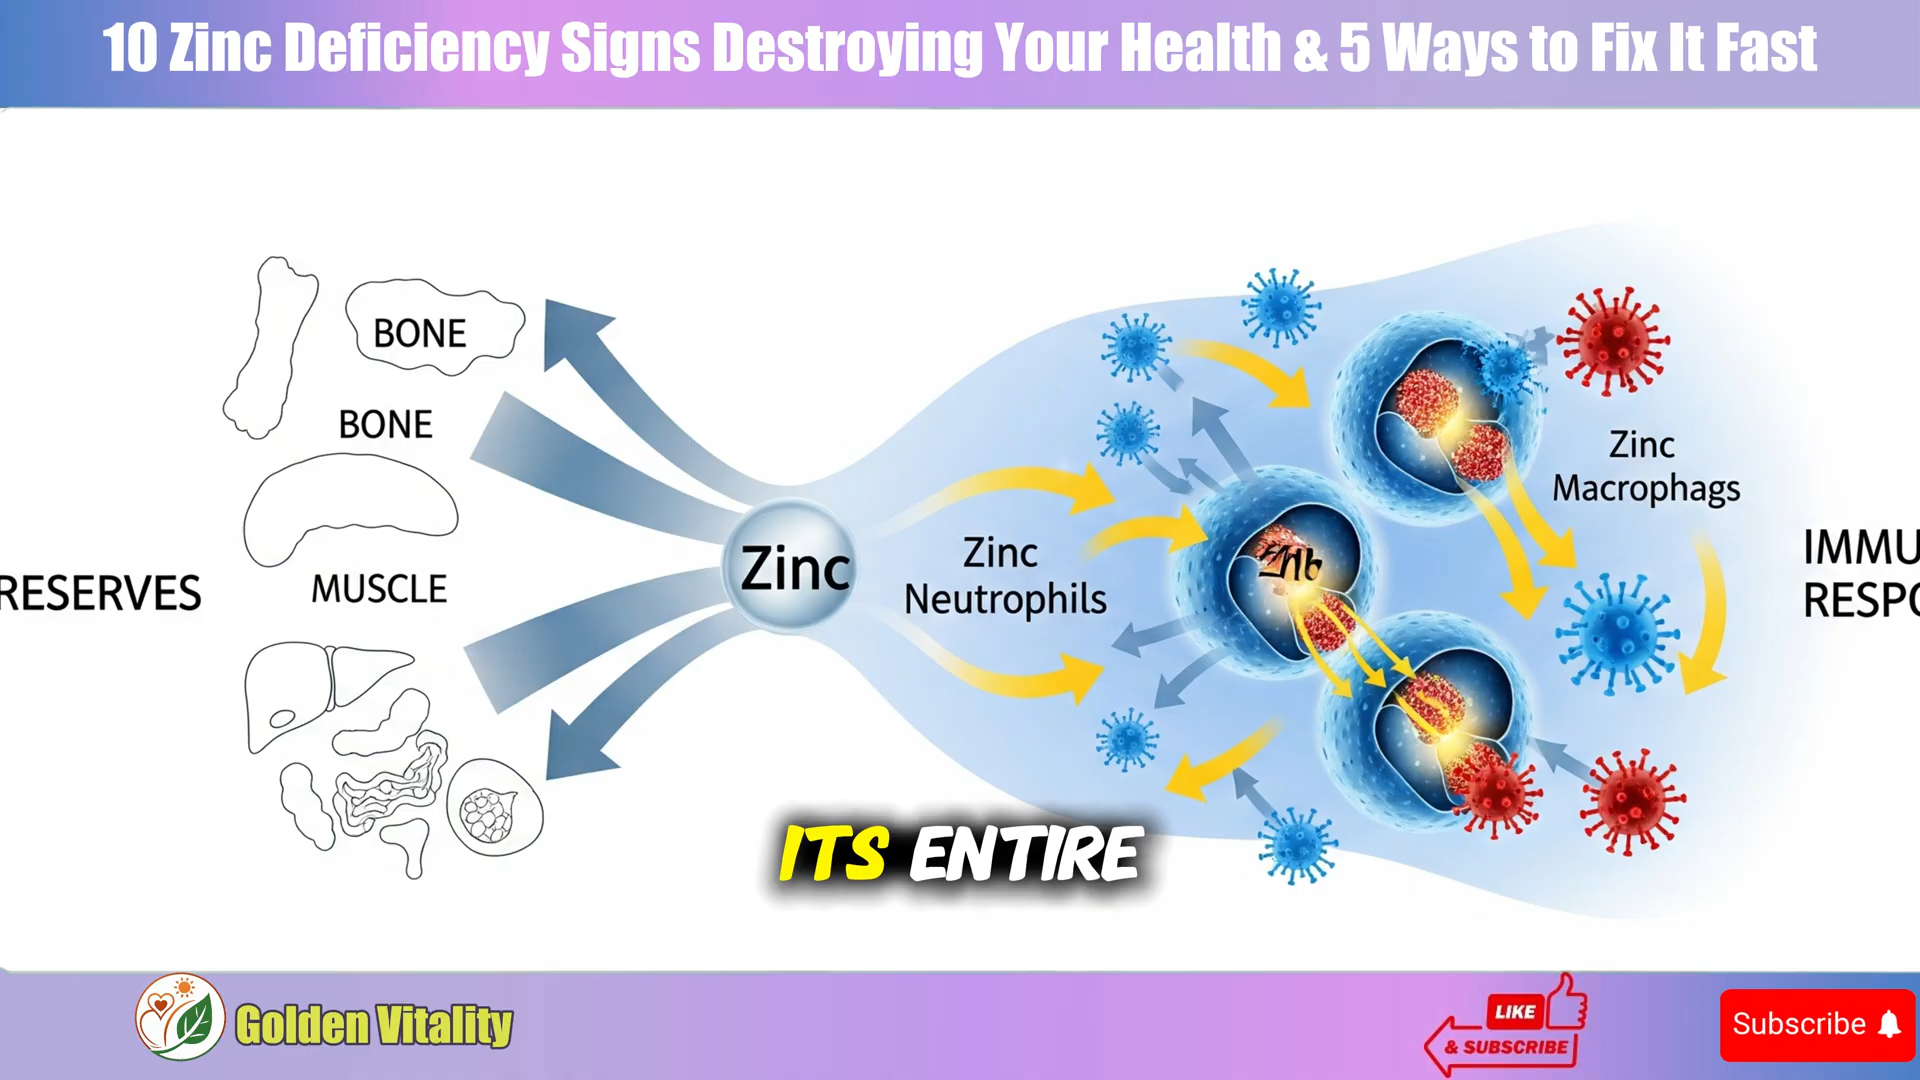 10 Zinc Deficiency Signs Destroying Your Health & 5 Ways to Fix It Fast
BONE
BONE
MUSCLE
RESERVES
Zinc
Zinc
Neutrophils
Zinc
Macrophags
IMMU
RESPO
ITS ENTIRE
Golden Vitality
LIKE
& SUBSCRIBE
Subscribe